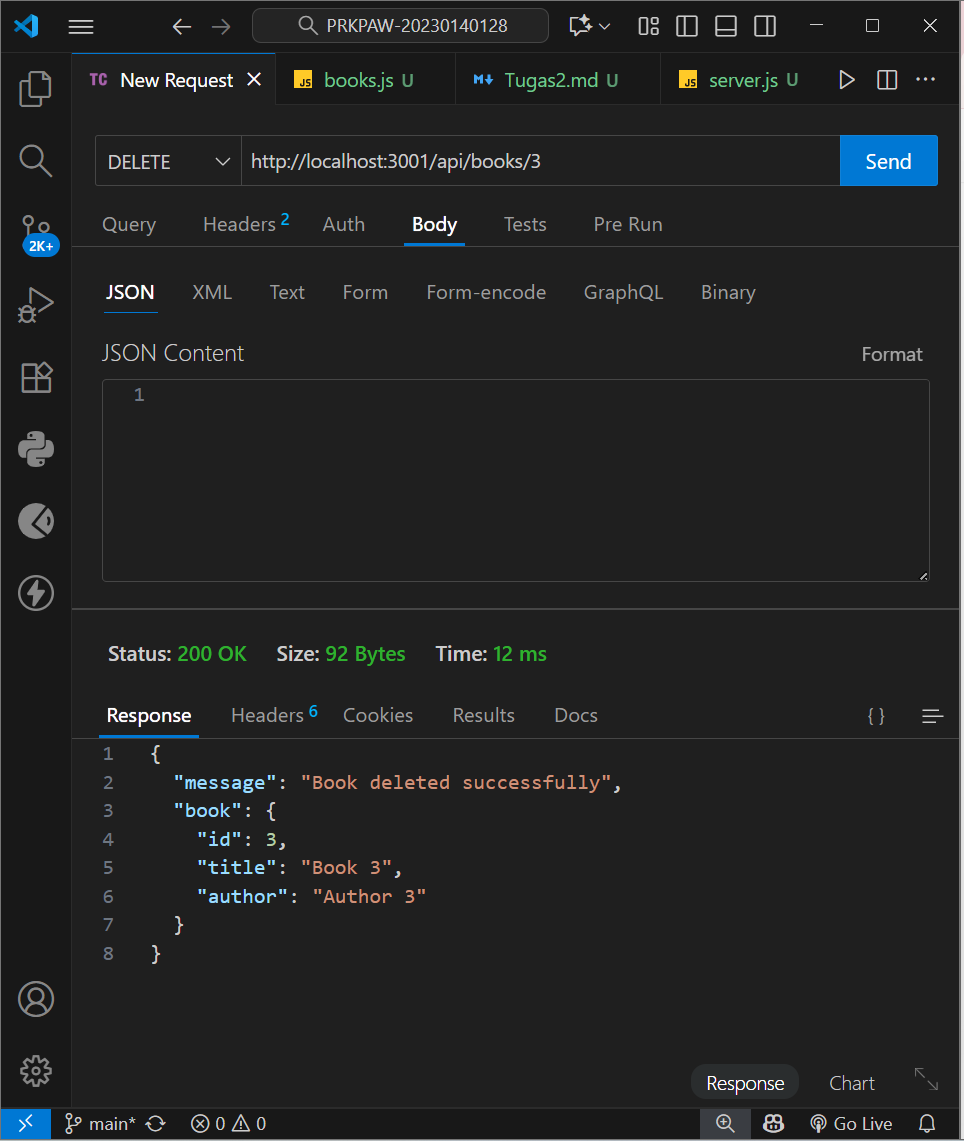 PRKPAW-20230140128
TC New Request JS books.js U M Tugas2.md U JS server.js U
2K+
DELETE http://localhost:3001/api/books/3 Send
Query Headers 2 Auth Body Tests Pre Run
JSON XML Text Form Form-encode GraphQL Binary
JSON Content Format
1
Status: 200 OK Size: 92 Bytes Time: 12 ms
Response Headers 6 Cookies Results Docs { }
1 {
2 "message": "Book deleted successfully",
3 "book": {
4 "id": 3,
5 "title": "Book 3",
6 "author": "Author 3"
7 }
8 }
Response Chart
main* 0 0 Go Live